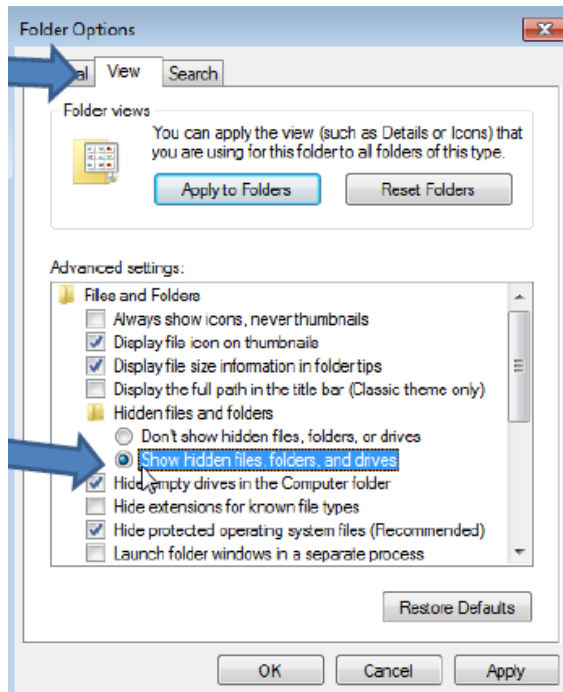 Folder Options
al
View
Search
Folder views
You can apply the view (such as Details or Icons) that
you are using for this folder to all folders of this type.
Apply to Folders
Reset Folders
Advanced settings:
Files and Folders
Always show icons, never thumbnails
Display file icon on thumbnails
Display file size information in folder tips
Display the full path in the title bar (Classic theme only)
Hidden files and folders
Don't show hidden files, folders, or drives
Show hidden files, folders, and drives
Hide empty drives in the Computer folder
Hide extensions for known file types
Hide protected operating system files (Recommended)
Launch folder windows in a separate process
Restore Defaults
OK
Cancel
Apply